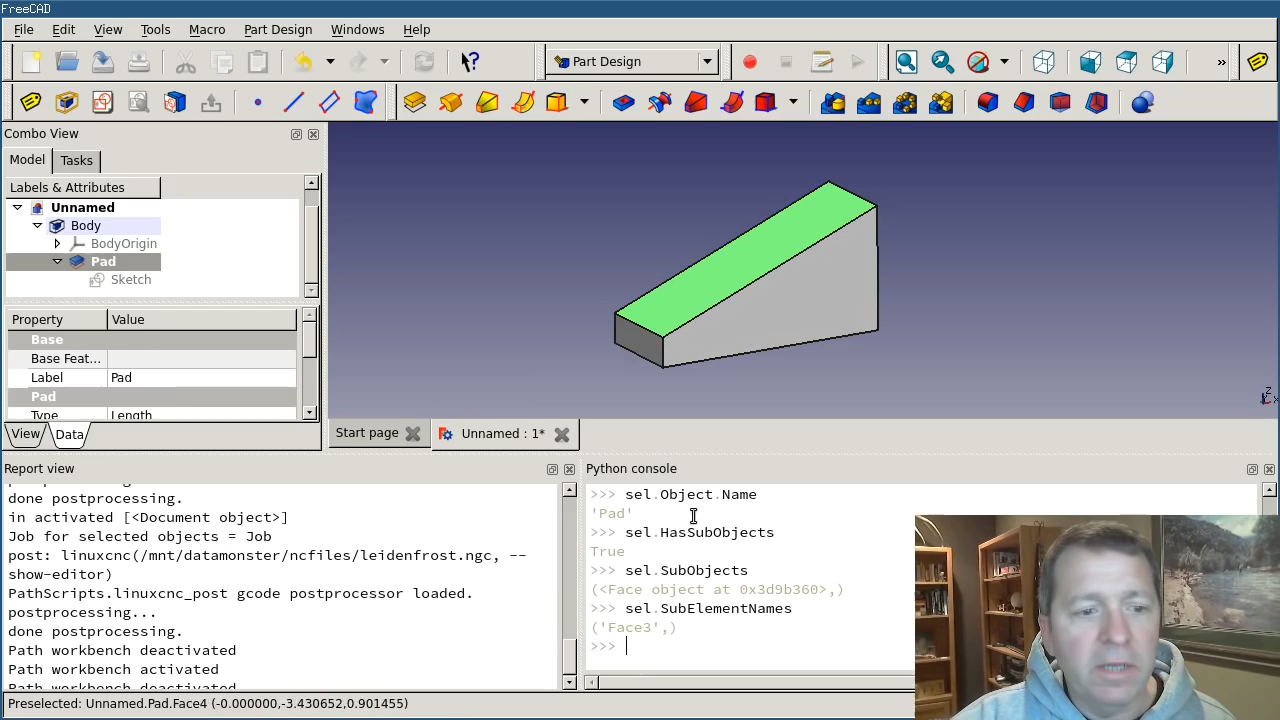 FreeCAD
File Edit View Tools Macro Part Design Windows Help
Part Design
»
Combo View
Model Tasks
Labels & Attributes
Unnamed
Body
BodyOrigin
Pad
Sketch
Property Value
Base
Base Feat...
Label Pad
Pad
Type Length
View Data
Start page Unnamed : 1*
Report view
done postprocessing.
in activated [<Document object>]
Job for selected objects = Job
post: linuxcnc(/mnt/datamonster/ncfiles/leidenfrost.ngc, --
show-editor)
PathScripts.linuxcnc_post gcode postprocessor loaded.
postprocessing...
done postprocessing.
Path workbench deactivated
Path workbench activated
Path workbench deactivated
Python console
>>> sel.Object.Name
'Pad'
>>> sel.HasSubObjects
True
>>> sel.SubObjects
(<Face object at 0x3d9b360>,)
>>> sel.SubElementNames
('Face3',)
>>>
Z
Preselected: Unnamed.Pad.Face4 ( 0.000000,-3.430652,0.901455)